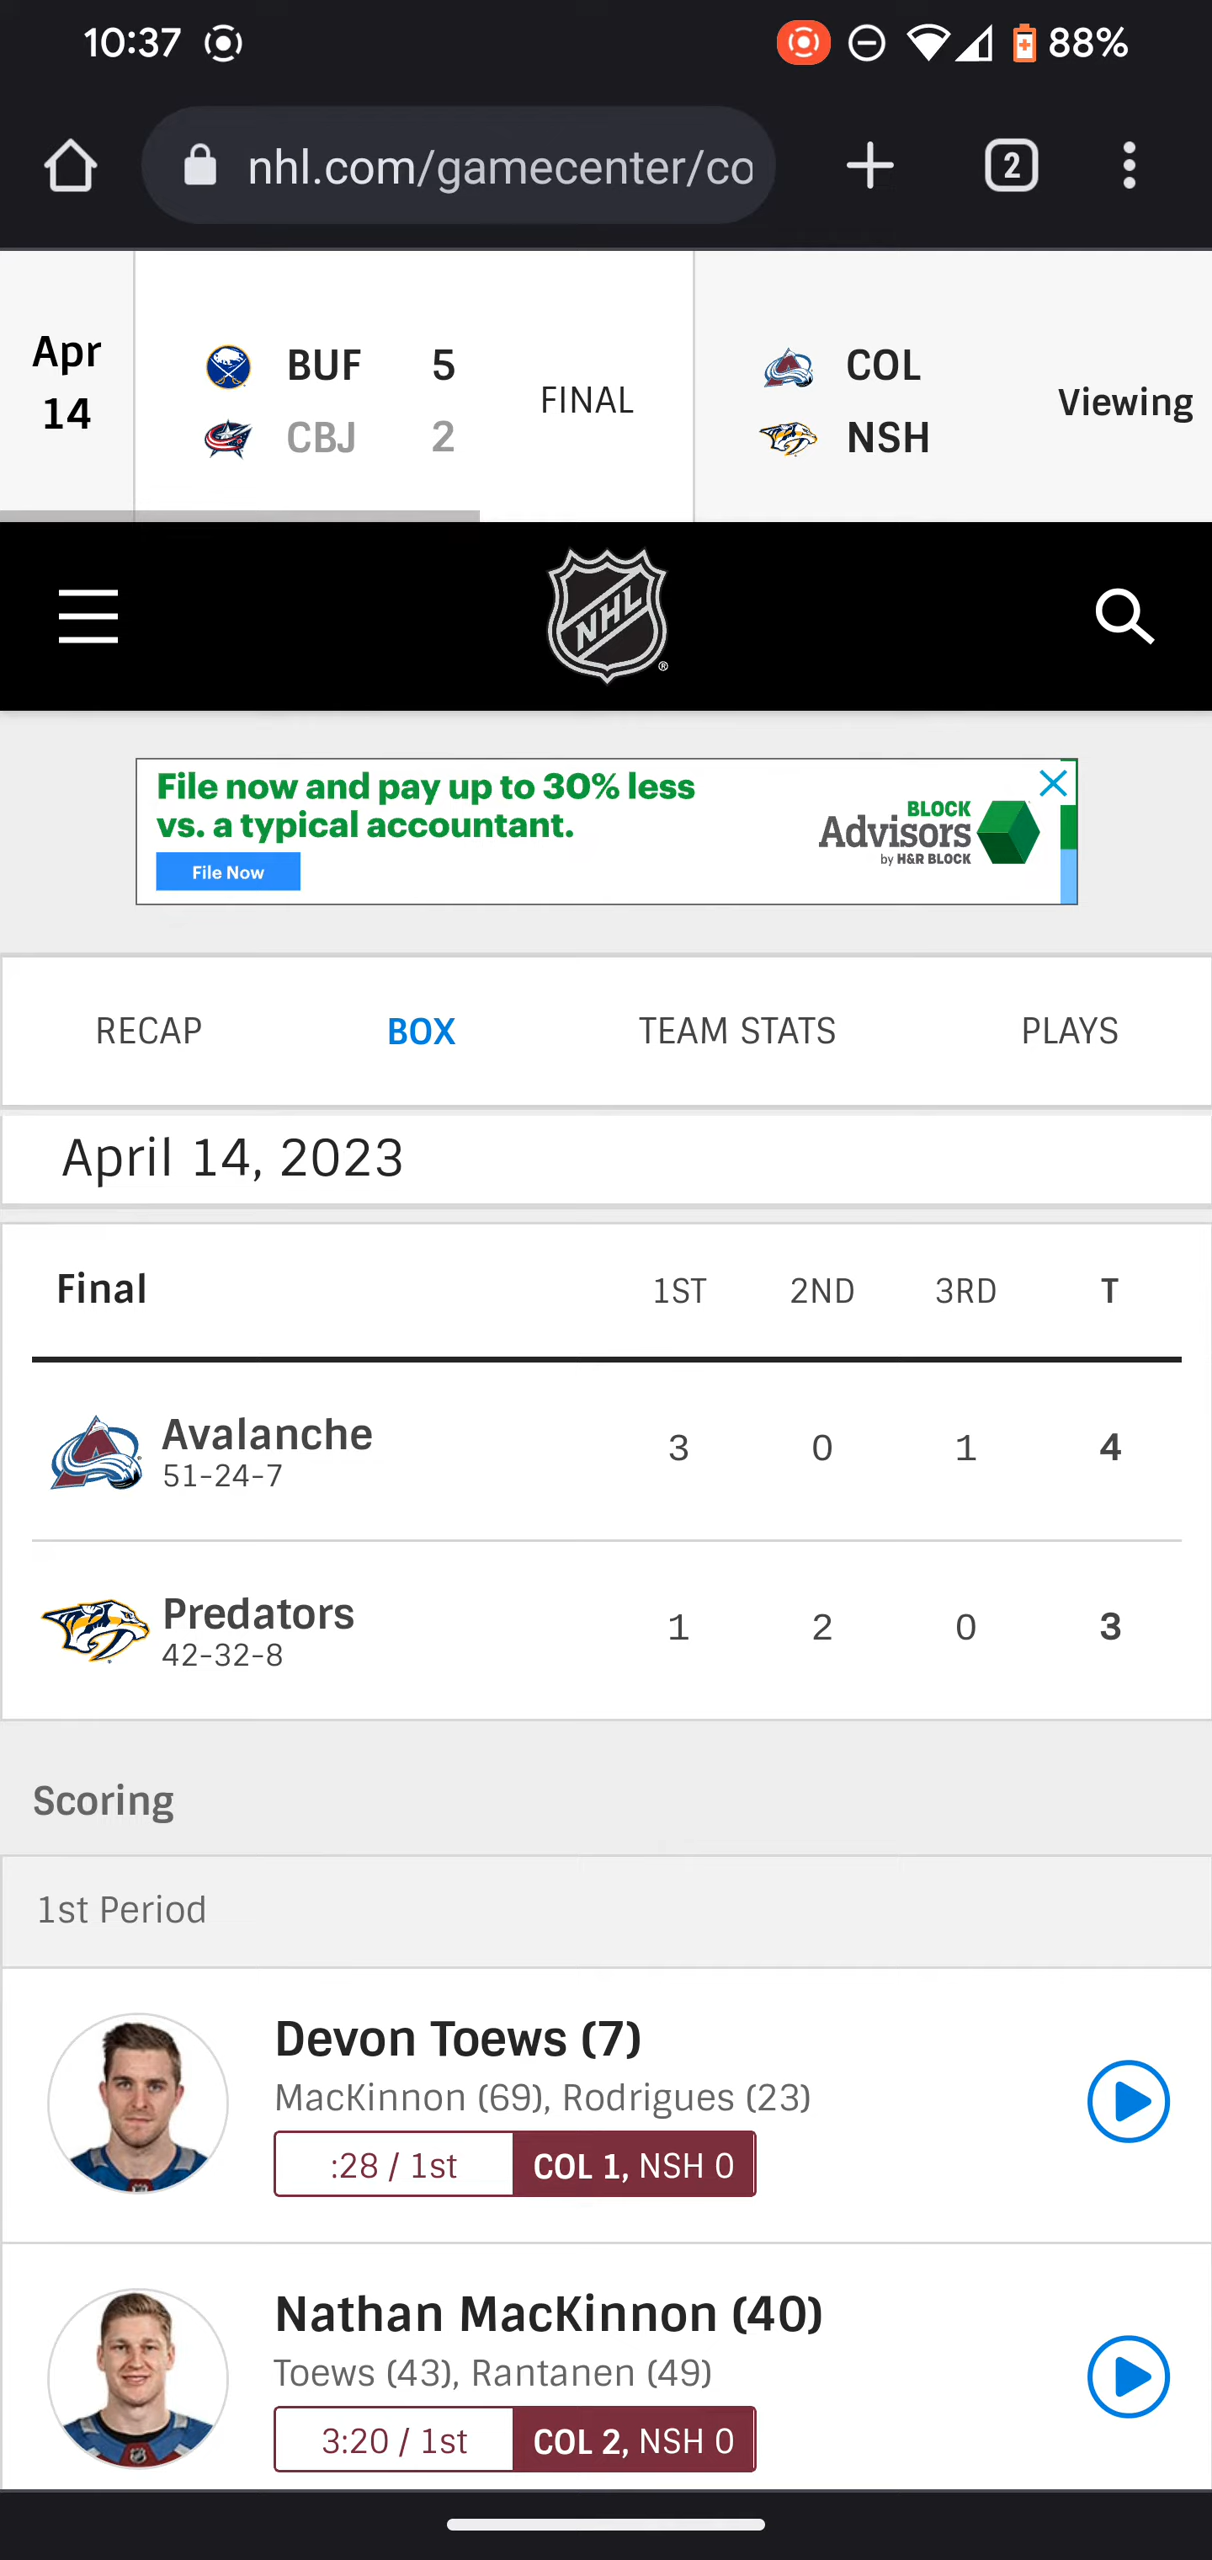 10:37
88%
nhl.com/gamecenter/co
2
Apr
14
BUF 5
CBJ 2
FINAL
COL
NSH
Viewing
NHL
®
File now and pay up to 30% less
vs. a typical accountant.
File Now
BLOCK
Advisors
by H&R BLOCK
RECAP BOX TEAM STATS PLAYS
April 14, 2023
Final 1ST 2ND 3RD T
Avalanche 3 0 1 4
51-24-7
Predators 1 2 0 3
42-32-8
Scoring
1st Period
Devon Toews (7)
MacKinnon (69), Rodrigues (23)
:28 / 1st COL 1, NSH 0
Nathan MacKinnon (40)
Toews (43), Rantanen (49)
3:20 / 1st COL 2, NSH 0